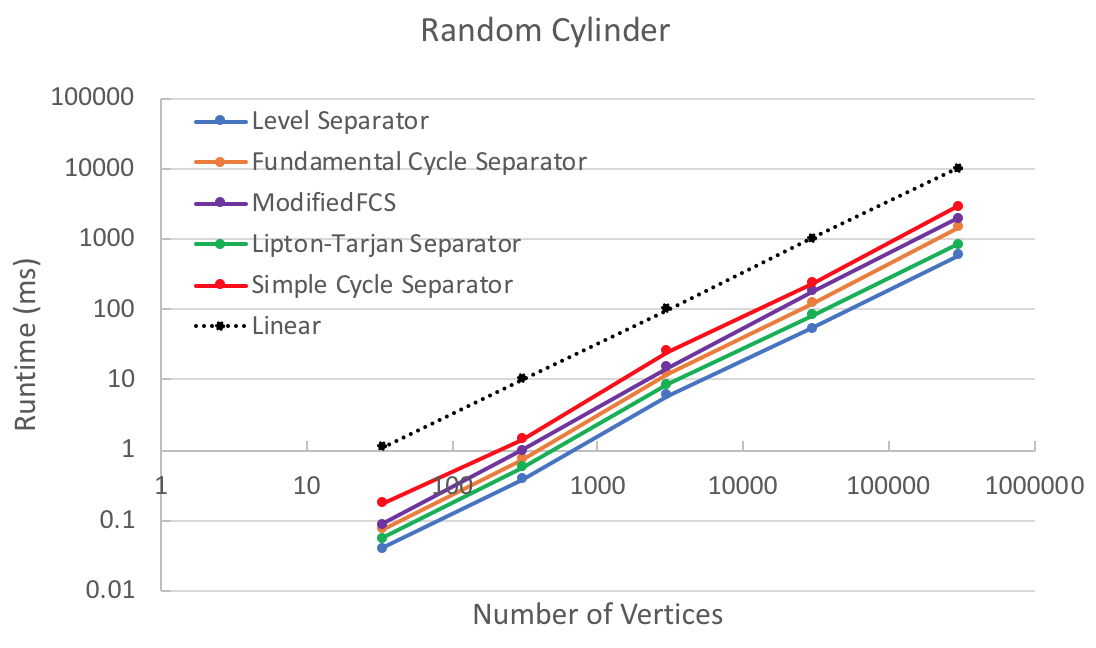 Random Cylinder
100000
10000
1000
100
10
1
0.1
0.01
Runtime (ms)
Level Separator
Fundamental Cycle Separator
ModifiedFCS
Lipton-Tarjan Separator
Simple Cycle Separator
Linear
1 10 100 1000 10000 100000 1000000
Number of Vertices